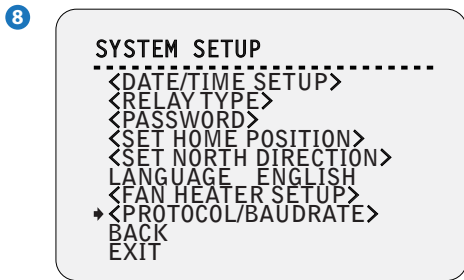 8
SYSTEM SETUP
<DATE/TIME SETUP>
<RELAY TYPE>
<PASSWORD>
<SET HOME POSITION>
<SET NORTH DIRECTION>
LANGUAGE ENGLISH
<FAN HEATER SETUP>
<PROTOCOL/BAUDRATE>
BACK
EXIT